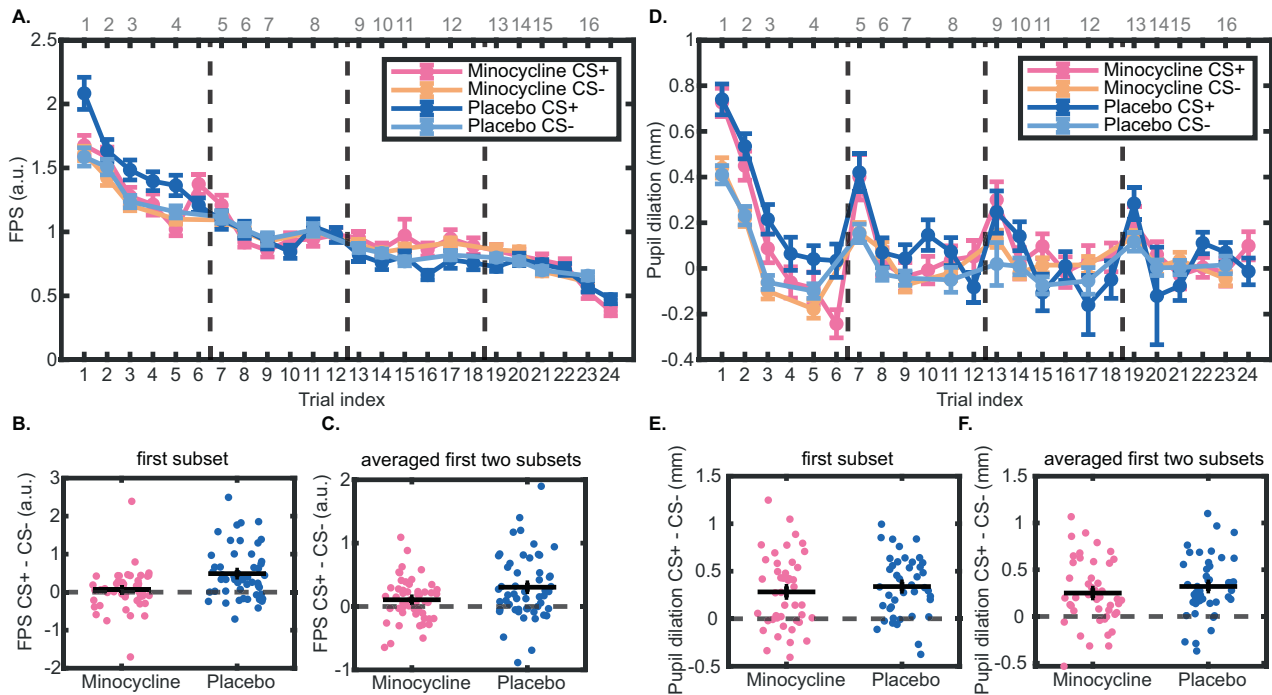 A.
1 2 3 4 5 6 7 8 9 10 11 12 13 14 15 16
2.5
2
1.5
1
0.5
0
FPS (a.u.)
Minocycline CS+
Minocycline CS-
Placebo CS+
Placebo CS-
1 2 3 4 5 6 7 8 9 10 11 12 13 14 15 16 17 18 19 20 21 22 23 24
Trial index
D.
1 2 3 4 5 6 7 8 9 10 11 12 13 14 15 16
1
0.8
0.6
0.4
0.2
0
-0.2
-0.4
Pupil dilation (mm)
Minocycline CS+
Minocycline CS-
Placebo CS+
Placebo CS-
1 2 3 4 5 6 7 8 9 10 11 12 13 14 15 16 17 18 19 20 21 22 23 24
Trial index
B.
first subset
3
2
1
0
-1
-2
FPS CS+ - CS- (a.u.)
Minocycline Placebo
C.
averaged first two subsets
2
1
0
-1
FPS CS+ - CS- (a.u.)
Minocycline Placebo
E.
first subset
1.5
1
0.5
0
-0.5
Pupil dilation CS+ - CS- (mm)
Minocycline Placebo
F.
averaged first two subsets
1.5
1
0.5
0
-0.5
Pupil dilation CS+ - CS- (mm)
Minocycline Placebo